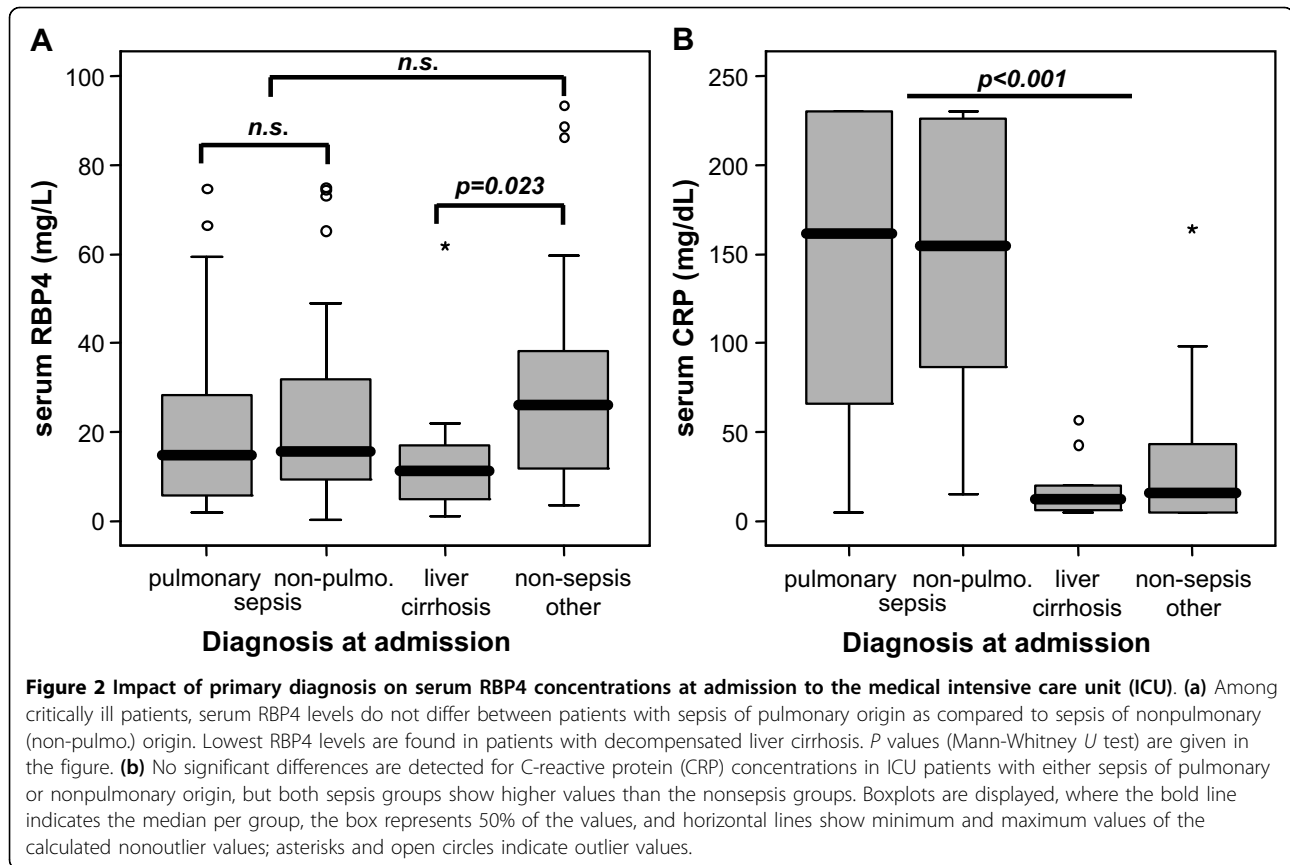 A
n.s.
n.s.
p=0.023
*
100
80
60
40
20
0
serum RBP4 (mg/L)
pulmonary non-pulmo. liver non-sepsis
sepsis cirrhosis other
Diagnosis at admission
B
p<0.001
*
250
200
150
100
50
0
serum CRP (mg/dL)
pulmonary non-pulmo. liver non-sepsis
sepsis cirrhosis other
Diagnosis at admission
Figure 2 Impact of primary diagnosis on serum RBP4 concentrations at admission to the medical intensive care unit (ICU). (a) Among
critically ill patients, serum RBP4 levels do not differ between patients with sepsis of pulmonary origin as compared to sepsis of nonpulmonary
(non-pulmo.) origin. Lowest RBP4 levels are found in patients with decompensated liver cirrhosis. P values (Mann-Whitney U test) are given in
the figure. (b) No significant differences are detected for C-reactive protein (CRP) concentrations in ICU patients with either sepsis of pulmonary
or nonpulmonary origin, but both sepsis groups show higher values than the nonsepsis groups. Boxplots are displayed, where the bold line
indicates the median per group, the box represents 50% of the values, and horizontal lines show minimum and maximum values of the
calculated nonoutlier values; asterisks and open circles indicate outlier values.